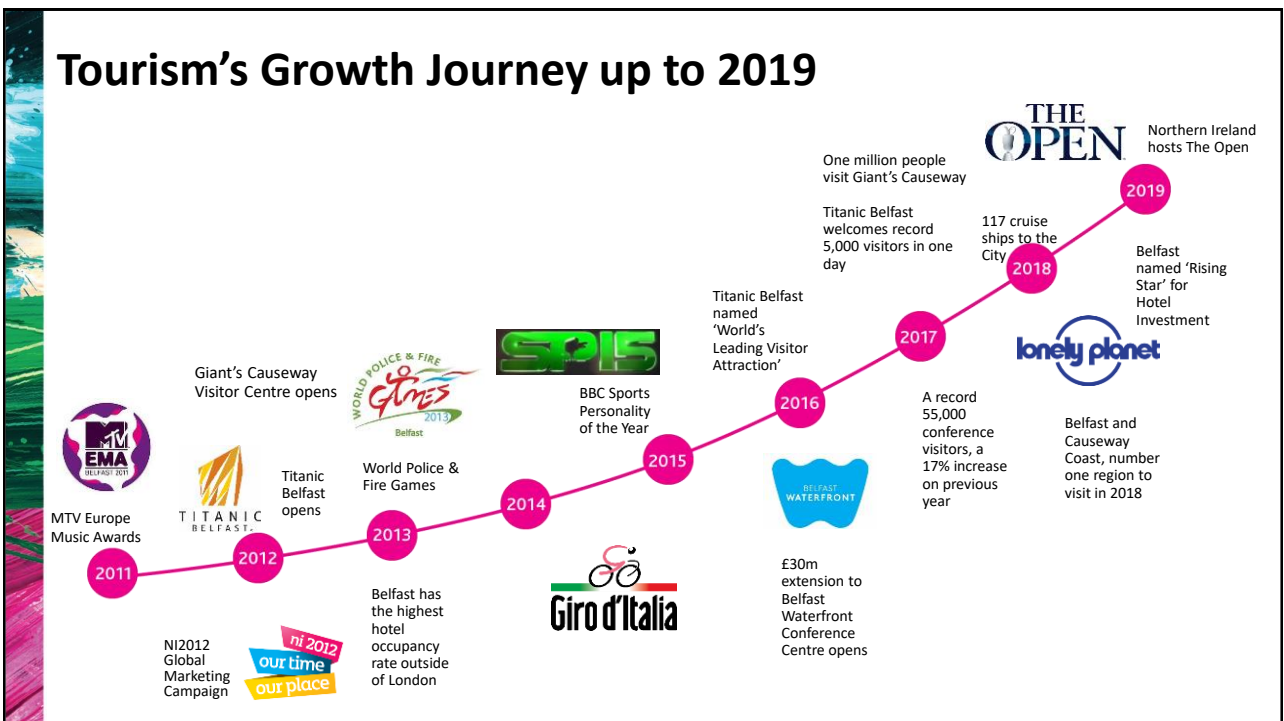 Tourism’s Growth Journey up to 2019
MTV
EMA
BELFAST 2011
MTV Europe
Music Awards
2011
TITANIC
BELFAST
Giant’s Causeway
Visitor Centre opens
Titanic
Belfast
opens
2012
NI2012
Global
Marketing
Campaign
ni 2012
our time
our place
WORLD POLICE & FIRE
GAMES
2013
Belfast
World Police &
Fire Games
2013
Belfast has
the highest
hotel
occupancy
rate outside
of London
2014
Giro d’Italia
SP15
BBC Sports
Personality
of the Year
2015
Titanic Belfast
named
‘World’s
Leading Visitor
Attraction’
2016
BELFAST
WATERFRONT
£30m
extension to
Belfast
Waterfront
Conference
Centre opens
One million people
visit Giant’s Causeway
Titanic Belfast
welcomes record
5,000 visitors in one
day
2017
A record
55,000
conference
visitors, a
17% increase
on previous
year
117 cruise
ships to the
City
2018
lonely planet
Belfast and
Causeway
Coast, number
one region to
visit in 2018
THE
OPEN
Northern Ireland
hosts The Open
2019
Belfast
named ‘Rising
Star’ for
Hotel
Investment